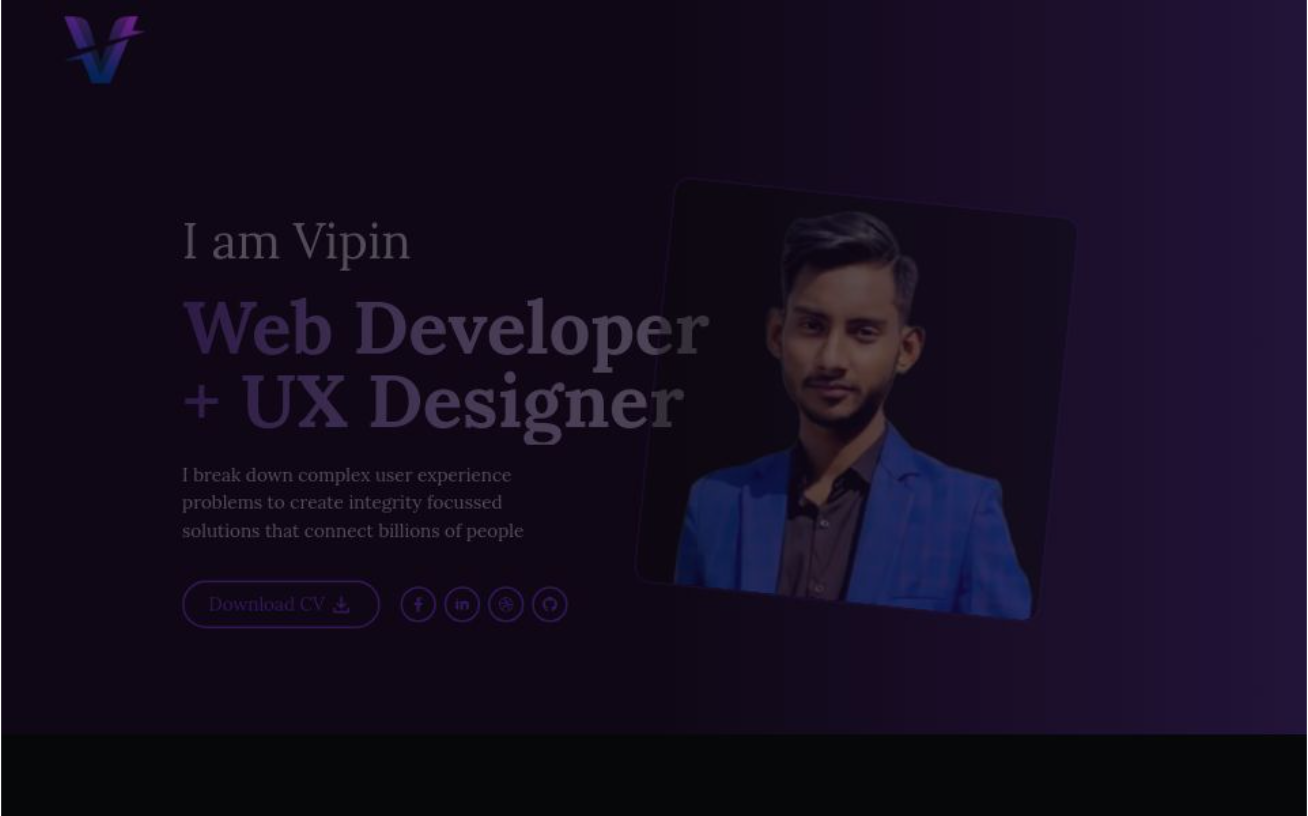 V
I am Vipin
Web Developer
+ UX Designer
I break down complex user experience
problems to create integrity focussed
solutions that connect billions of people
Download CV
f
in